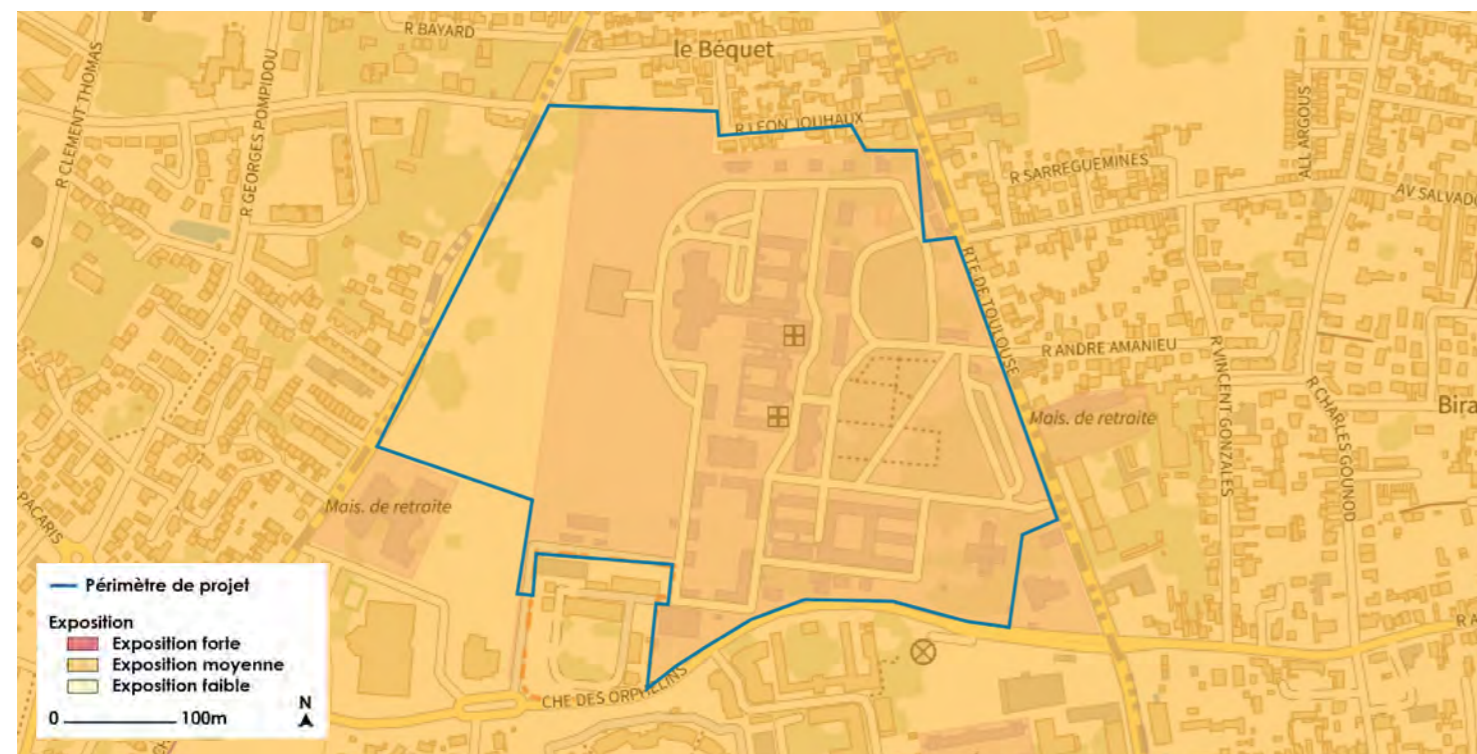 R BAYARD
le Béquet
R CLEMENT THOMAS
R GEORGES POMPIDOU
R LEON JOUHAUX
R SARREGUEMINES
ALL ARGOUS
AV SALVADO
RTE DE TOULOUSE
R ANDRE AMANIEU
R VINCENT GONZALES
R CHARLES GOUNOD
Bira
Mais. de retraite
Mais. de retraite
PACARIS
CHE DES ORPHELINS
R A
Périmètre de projet
Exposition
Exposition forte
Exposition moyenne
Exposition faible
N
0 100m